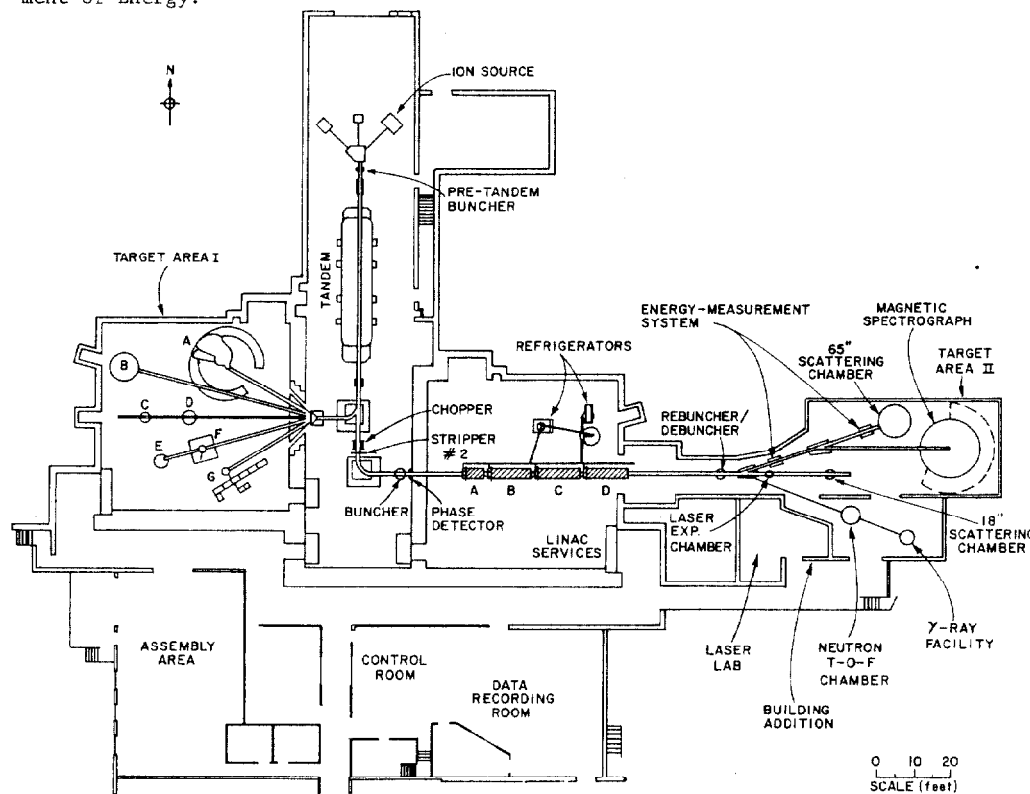 ment of Energy.
N
ION SOURCE
PRE-TANDEM
BUNCHER
TARGET AREA I
TANDEM
ENERGY-MEASUREMENT
SYSTEM
MAGNETIC
SPECTROGRAPH
65"
SCATTERING
CHAMBER
TARGET
AREA II
REFRIGERATORS
A
B
C
D
E
F
G
CHOPPER
STRIPPER
#2
REBUNCHER/
DEBUNCHER
A
B
C
D
BUNCHER
PHASE
DETECTOR
LINAC
SERVICES
LASER
EXP.
CHAMBER
18"
SCATTERING
CHAMBER
ASSEMBLY
AREA
CONTROL
ROOM
DATA
RECORDING
ROOM
LASER
LAB
NEUTRON
T-O-F
CHAMBER
γ-RAY
FACILITY
BUILDING
ADDITION
0 10 20
SCALE (feet)